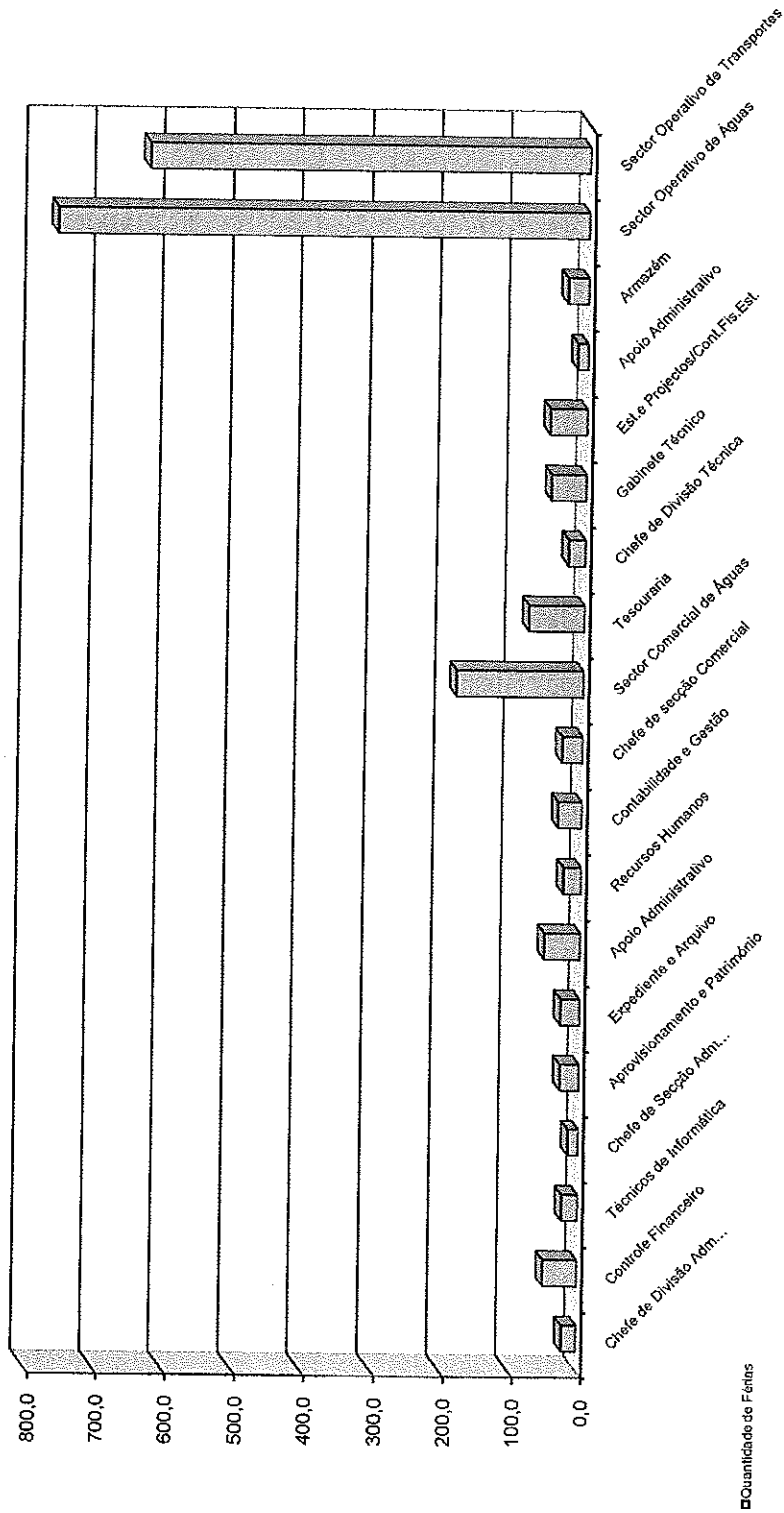 800,0
700,0
600,0
500,0
400,0
300,0
200,0
100,0
0,0
Chefe de Divisão Adm...
Controle Financeiro
Técnicos de Informática
Chefe de Secção Adm...
Aprovisionamento e Património
Expediente e Arquivo
Apoio Administrativo
Recursos Humanos
Contabilidade e Gestão
Chefe de secção Comercial
Sector Comercial de Águas
Tesouraria
Chefe de Divisão Técnica
Gabinete Técnico
Est.e Projectos/Cont.Fis.Est.
Apoio Administrativo
Armazém
Sector Operativo de Águas
Sector Operativo de Transportes
Quantidade de Férias